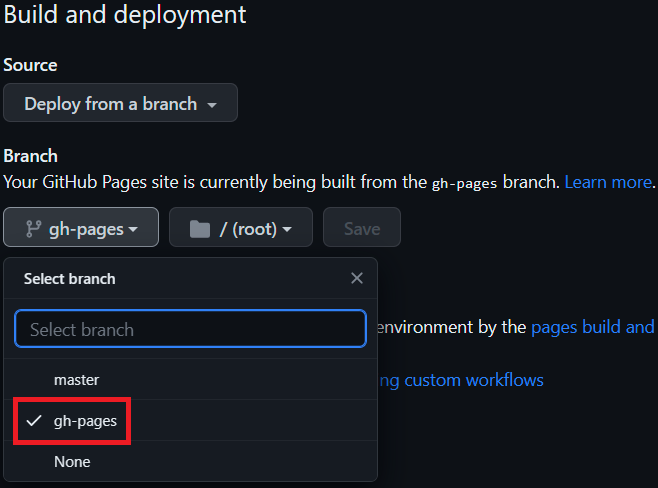 Build and deployment
Source
Deploy from a branch
Branch
Your GitHub Pages site is currently being built from the gh-pages branch. Learn more.
gh-pages
/ (root)
Save
Select branch
Select branch
environment by the pages build and
master
custom workflows
gh-pages
None